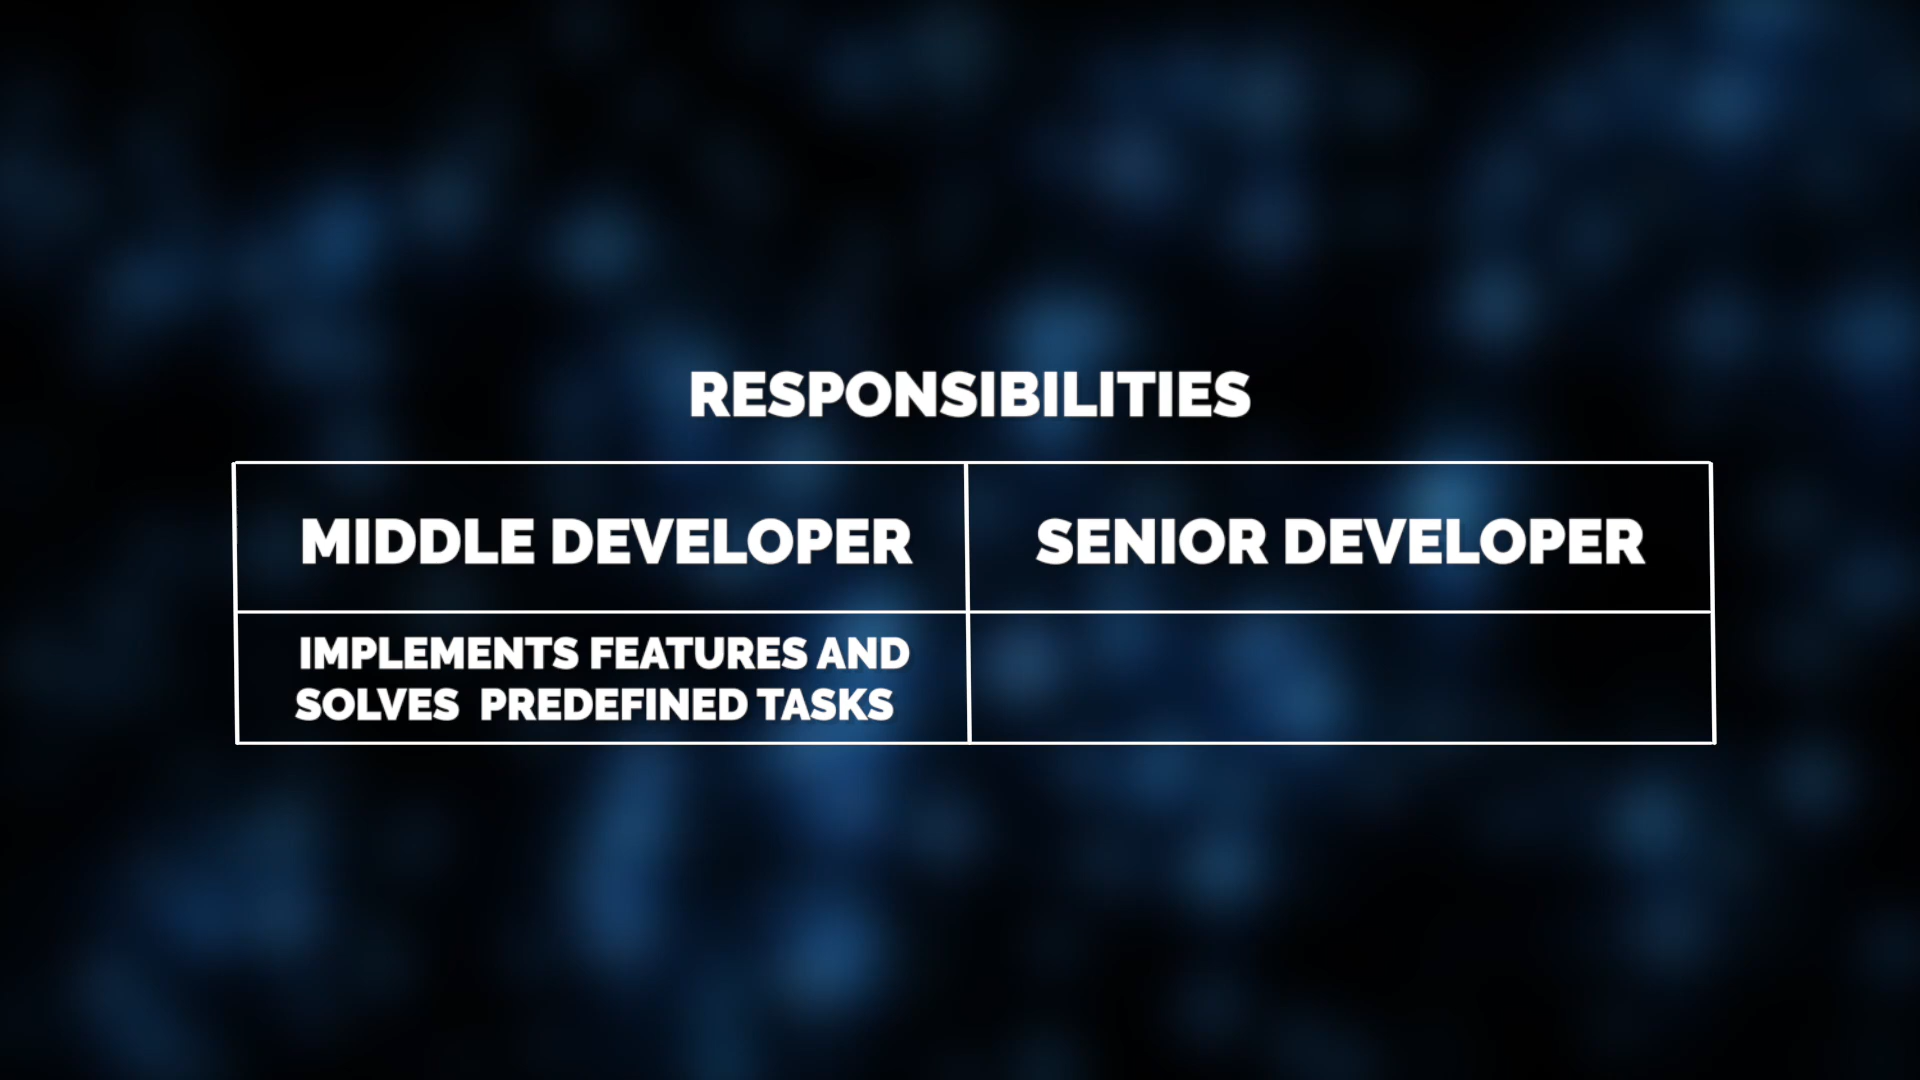 RESPONSIBILITIES
MIDDLE DEVELOPER
SENIOR DEVELOPER
IMPLEMENTS FEATURES AND
SOLVES PREDEFINED TASKS